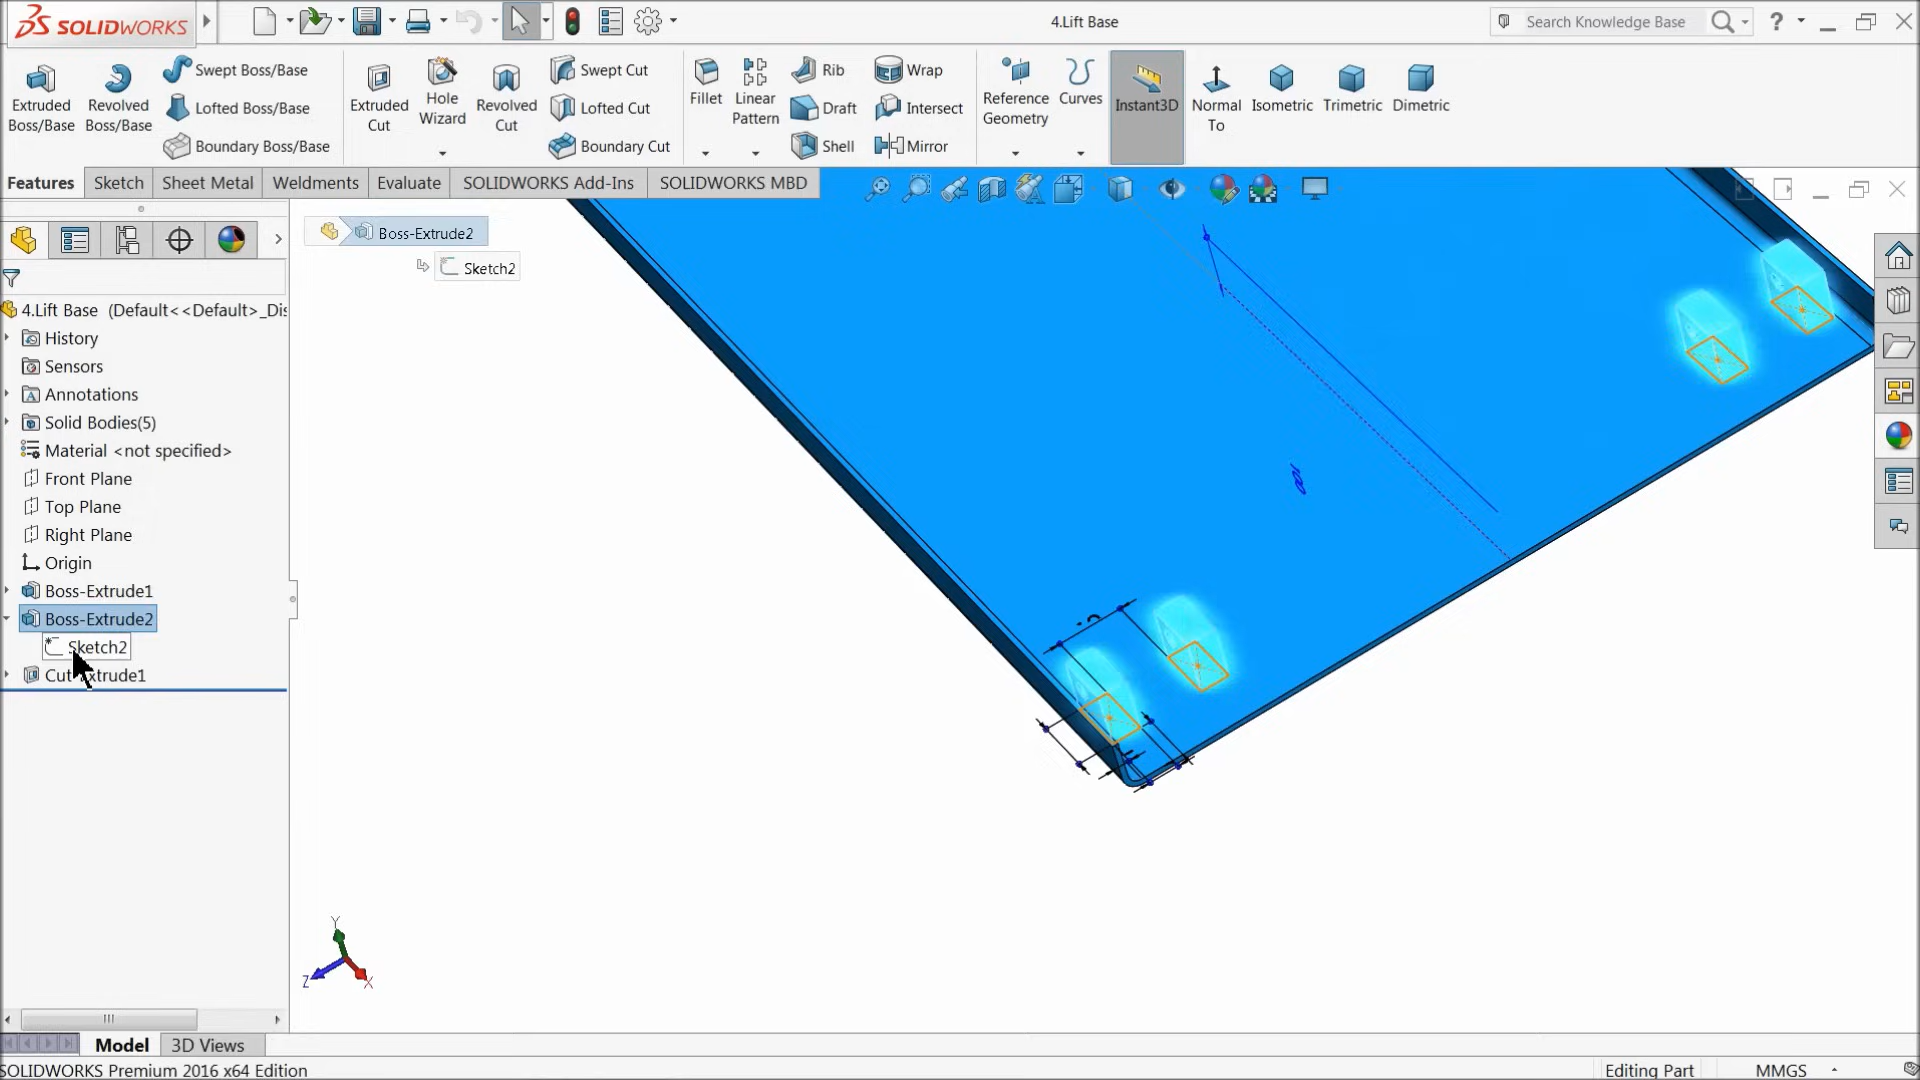 SOLIDWORKS
4.Lift Base
Search Knowledge Base
?
Extruded Boss/Base
Revolved Boss/Base
Swept Boss/Base
Lofted Boss/Base
Boundary Boss/Base
Extruded Cut
Hole Wizard
Revolved Cut
Swept Cut
Lofted Cut
Boundary Cut
Fillet
Linear Pattern
Rib
Draft
Shell
Wrap
Intersect
Mirror
Reference Geometry
Curves
Instant3D
Normal To
Isometric
Trimetric
Dimetric
Features
Sketch
Sheet Metal
Weldments
Evaluate
SOLIDWORKS Add-Ins
SOLIDWORKS MBD
Boss-Extrude2
Sketch2
4.Lift Base (Default<<Default>_Dis
History
Sensors
Annotations
Solid Bodies(5)
Material <not specified>
Front Plane
Top Plane
Right Plane
Origin
Boss-Extrude1
Boss-Extrude2
Sketch2
Cut-Extrude1
Y
Z
X
Model
3D Views
SOLIDWORKS Premium 2016 x64 Edition
Editing Part
MMGS